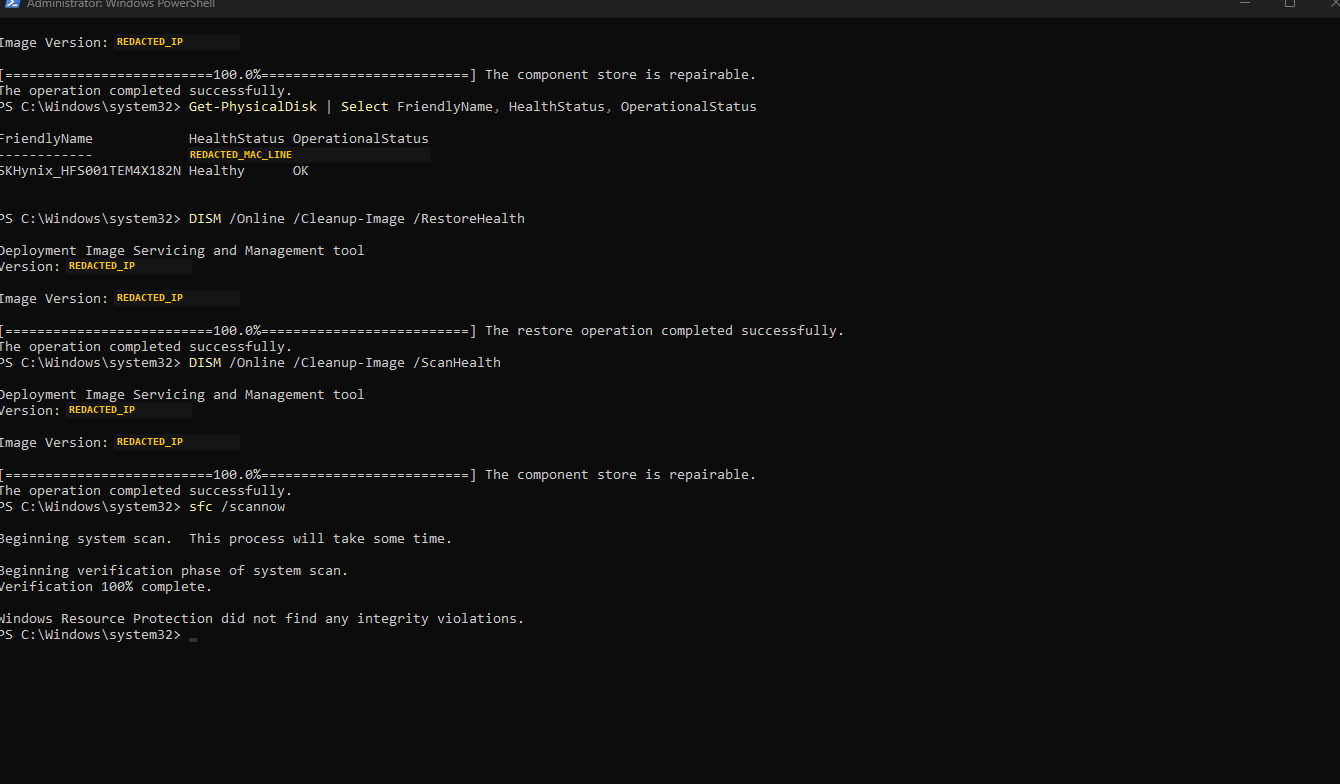 Administrator: Windows PowerShell
Image Version: REDACTED_IP
[==========================100.0%==========================] The component store is repairable.
The operation completed successfully.
PS C:\Windows\system32> Get-PhysicalDisk | Select FriendlyName, HealthStatus, OperationalStatus
FriendlyName HealthStatus OperationalStatus
------------ REDACTED_MAC_LINE
SKHynix_HFS001TEM4X182N Healthy OK
PS C:\Windows\system32> DISM /Online /Cleanup-Image /RestoreHealth
Deployment Image Servicing and Management tool
Version: REDACTED_IP
Image Version: REDACTED_IP
[==========================100.0%==========================] The restore operation completed successfully.
The operation completed successfully.
PS C:\Windows\system32> DISM /Online /Cleanup-Image /ScanHealth
Deployment Image Servicing and Management tool
Version: REDACTED_IP
Image Version: REDACTED_IP
[==========================100.0%==========================] The component store is repairable.
The operation completed successfully.
PS C:\Windows\system32> sfc /scannow
Beginning system scan.  This process will take some time.
Beginning verification phase of system scan.
Verification 100% complete.
Windows Resource Protection did not find any integrity violations.
PS C:\Windows\system32>